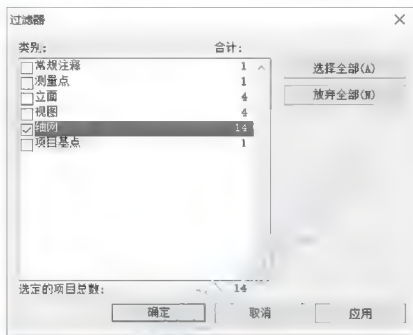 过滤器
类别: 合计:
常规注释 1
测量点 1
立面 4
视图 4
轴网 14
项目基点 1
选择全部(A)
放弃全部(N)
选定的项目总数: 14
确定 取消 应用